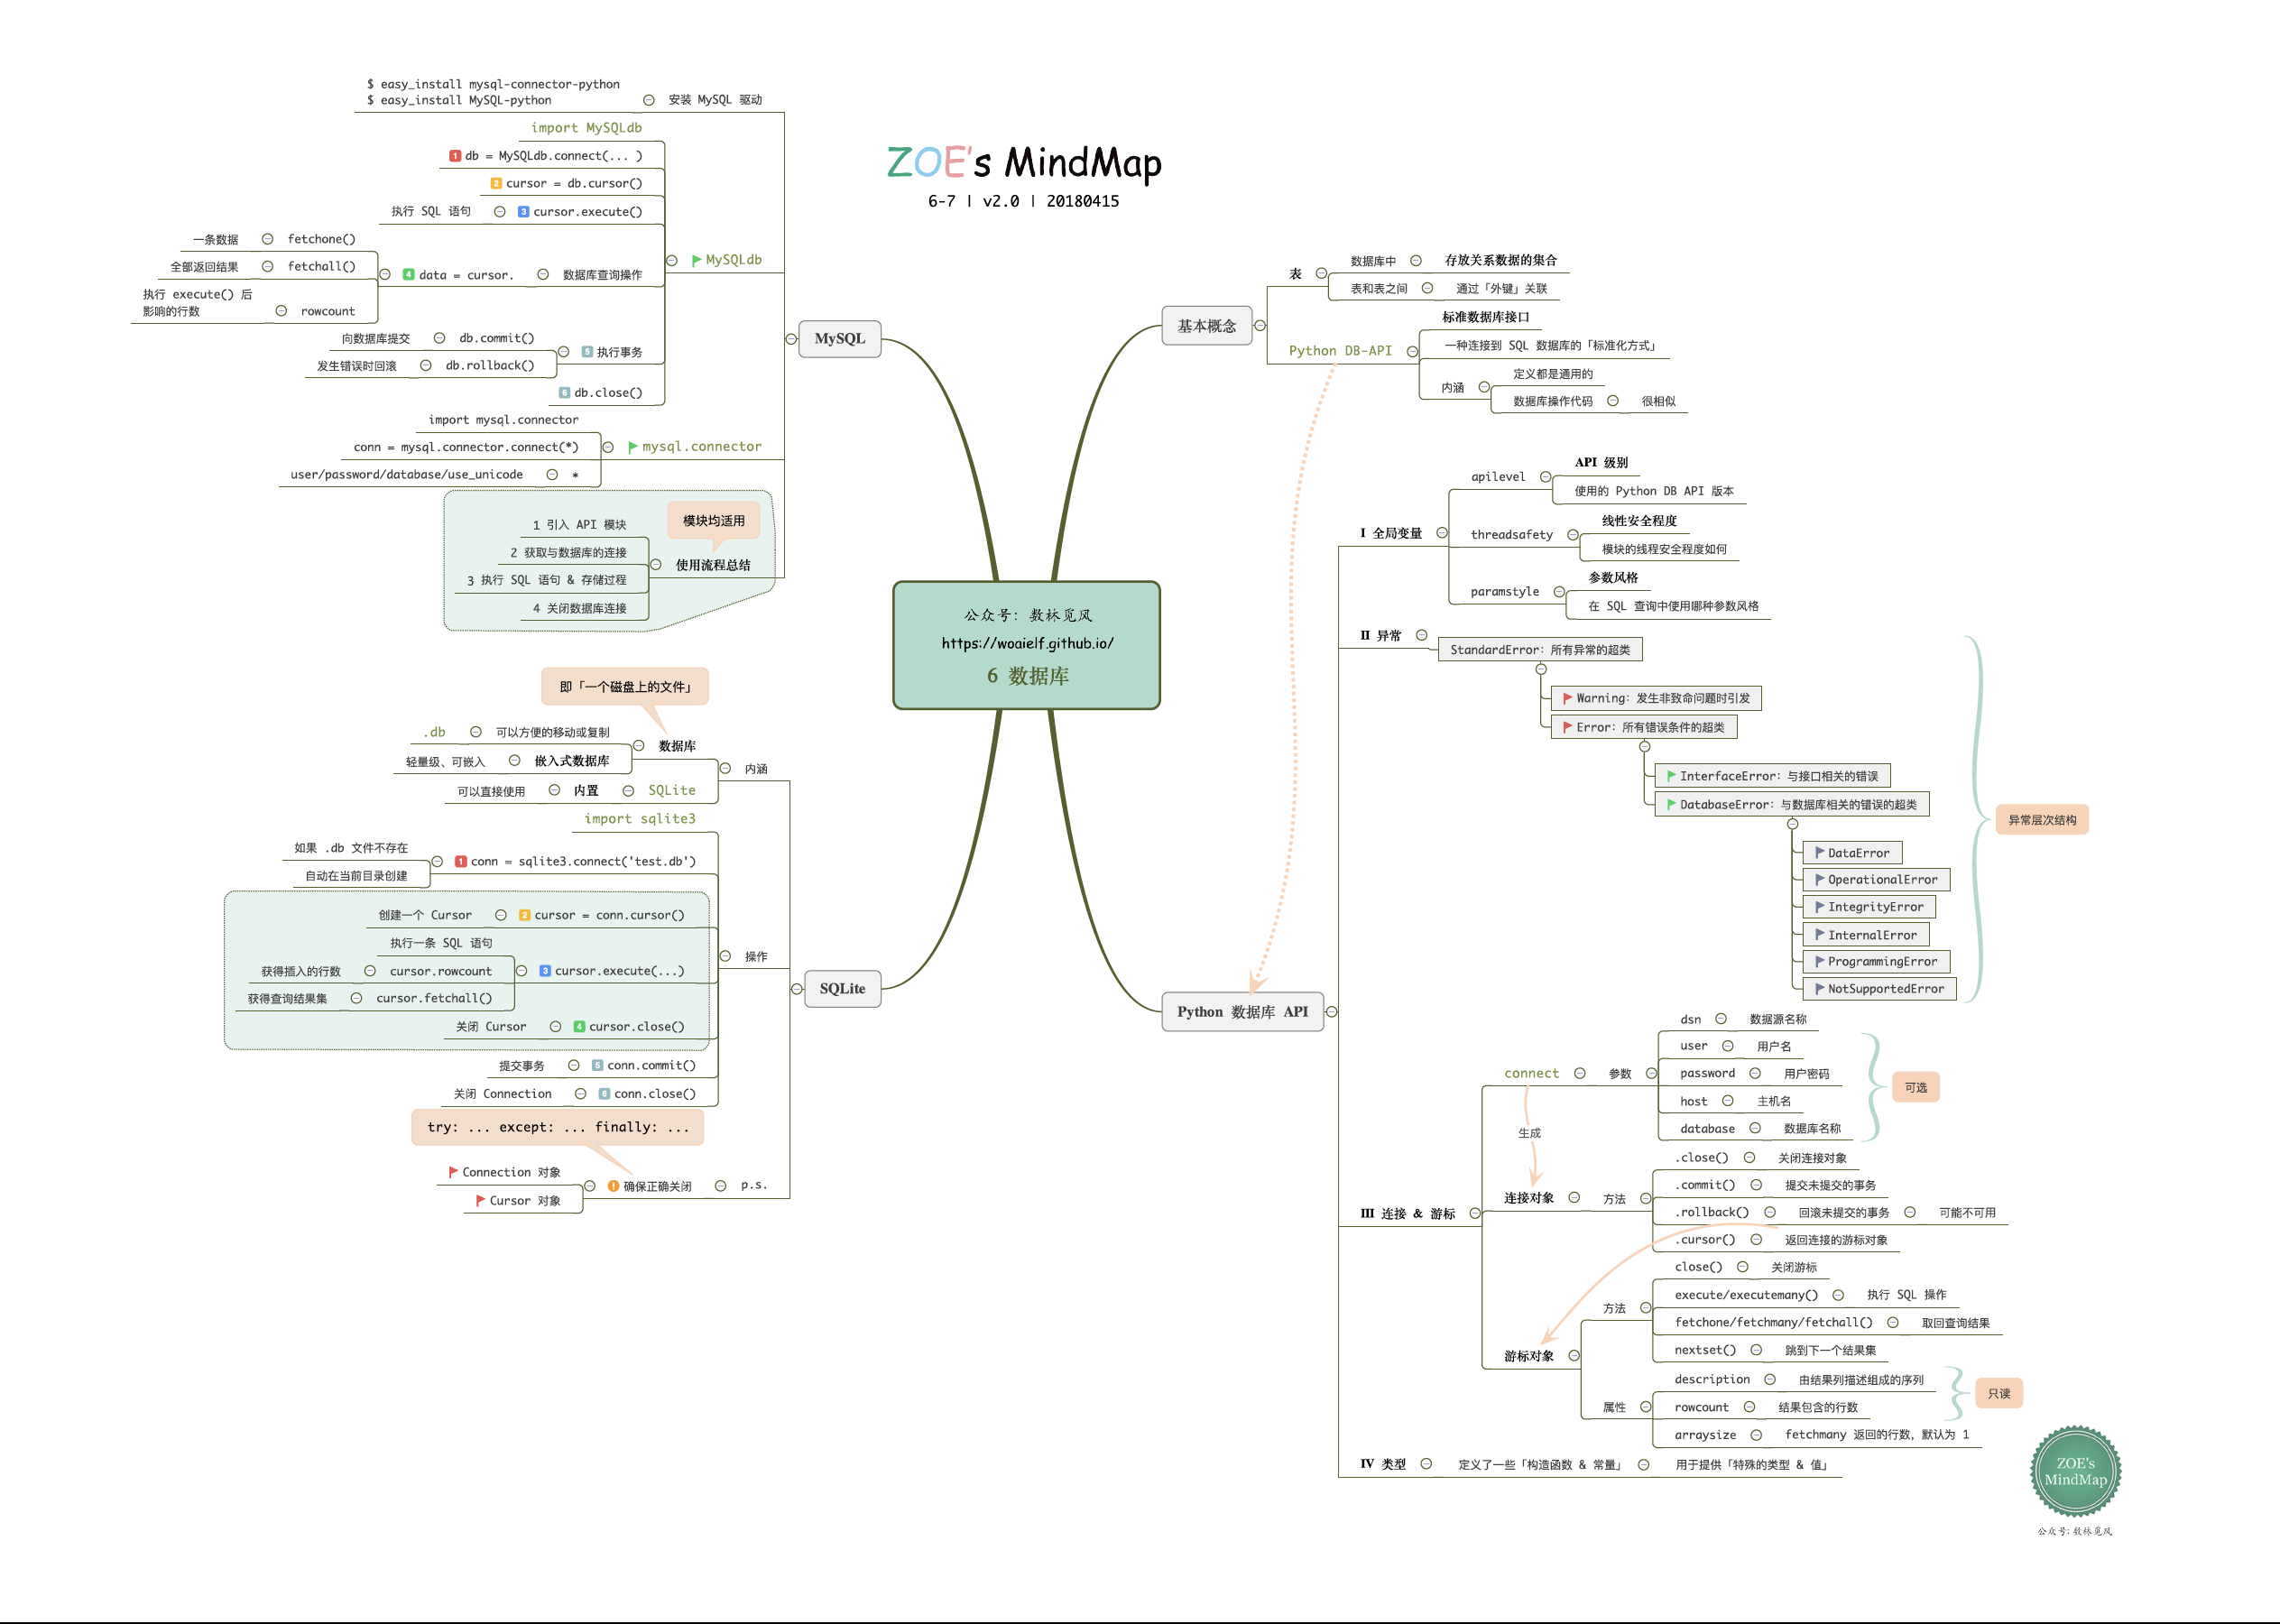 ZOE's MindMap
6-7 | v2.0 | 20180415
公众号: 数林觅风
https://woaielf.github.io/
6 数据库
MySQL
安装 MySQL 驱动
$ easy_install mysql-connector-python
$ easy_install MySQL-python
MySQLdb
import MySQLdb
1 db = MySQLdb.connect(... )
2 cursor = db.cursor()
3 cursor.execute()
执行 SQL 语句
数据库查询操作
4 data = cursor.
fetchone()
一条数据
fetchall()
全部返回结果
rowcount
执行 execute() 后
影响的行数
5 执行事务
db.commit()
向数据库提交
db.rollback()
发生错误时回滚
6 db.close()
mysql.connector
import mysql.connector
conn = mysql.connector.connect(*)
*
user/password/database/use_unicode
模块均适用
使用流程总结
1 引入 API 模块
2 获取与数据库的连接
3 执行 SQL 语句 & 存储过程
4 关闭数据库连接
SQLite
内涵
即「一个磁盘上的文件」
数据库
可以方便的移动或复制
.db
嵌入式数据库
轻量级、可嵌入
SQLite
内置
可以直接使用
操作
import sqlite3
1 conn = sqlite3.connect('test.db')
如果 .db 文件不存在
自动在当前目录创建
2 cursor = conn.cursor()
创建一个 Cursor
3 cursor.execute(...)
执行一条 SQL 语句
cursor.rowcount
获得插入的行数
cursor.fetchall()
获得查询结果集
4 cursor.close()
关闭 Cursor
5 conn.commit()
提交事务
6 conn.close()
关闭 Connection
try: ... except: ... finally: ...
p.s.
! 确保正确关闭
Connection 对象
Cursor 对象
基本概念
表
数据库中
存放关系数据的集合
表和表之间
通过「外键」关联
Python DB-API
标准数据库接口
一种连接到 SQL 数据库的「标准化方式」
内涵
定义都是通用的
数据库操作代码
很相似
Python 数据库 API
I 全局变量
apilevel
API 级别
使用的 Python DB API 版本
threadsafety
线性安全程度
模块的线程安全程度如何
paramstyle
参数风格
在 SQL 查询中使用哪种参数风格
II 异常
StandardError: 所有异常的超类
Warning: 发生非致命问题时引发
Error: 所有错误条件的超类
InterfaceError: 与接口相关的错误
DatabaseError: 与数据库相关的错误的超类
DataError
OperationalError
IntegrityError
InternalError
ProgrammingError
NotSupportedError
异常层次结构
III 连接 & 游标
connect
参数
dsn
数据源名称
user
用户名
password
用户密码
host
主机名
database
数据库名称
可选
生成
连接对象
方法
.close()
关闭连接对象
.commit()
提交未提交的事务
.rollback()
回滚未提交的事务
可能不可用
.cursor()
返回连接的游标对象
游标对象
方法
close()
关闭游标
execute/executemany()
执行 SQL 操作
fetchone/fetchmany/fetchall()
取回查询结果
nextset()
跳到下一个结果集
属性
description
由结果列描述组成的序列
rowcount
结果包含的行数
arraysize
fetchmany 返回的行数, 默认为 1
只读
IV 类型
定义了一些「构造函数 & 常量」
用于提供「特殊的类型 & 值」
ZOE's
MindMap
公众号: 数林觅风